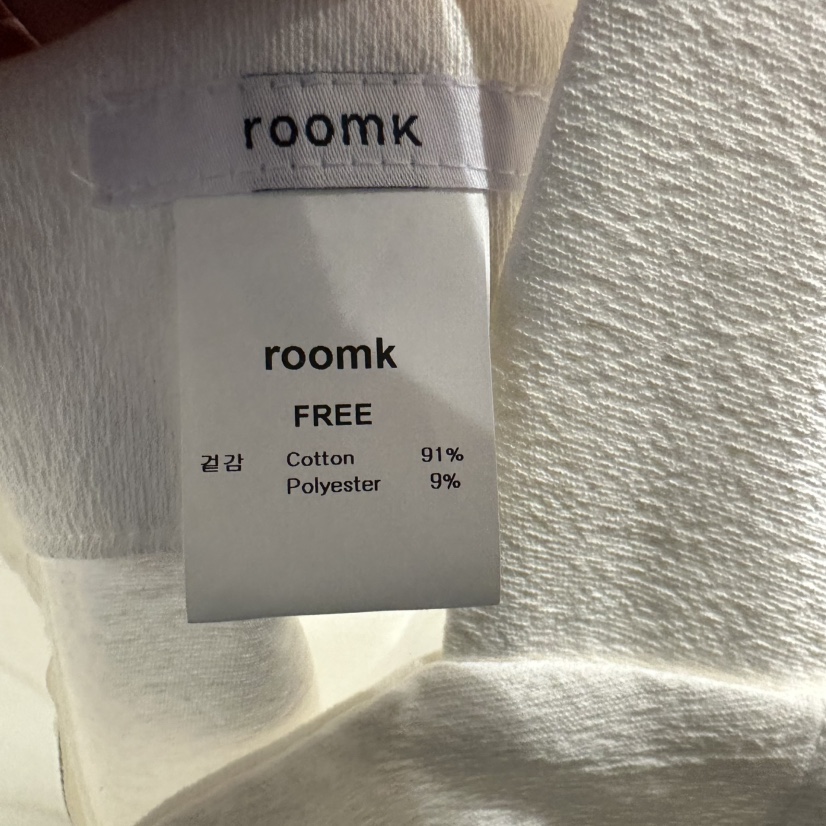 roomk
roomk
FREE
겉감 Cotton 91%
Polyester 9%